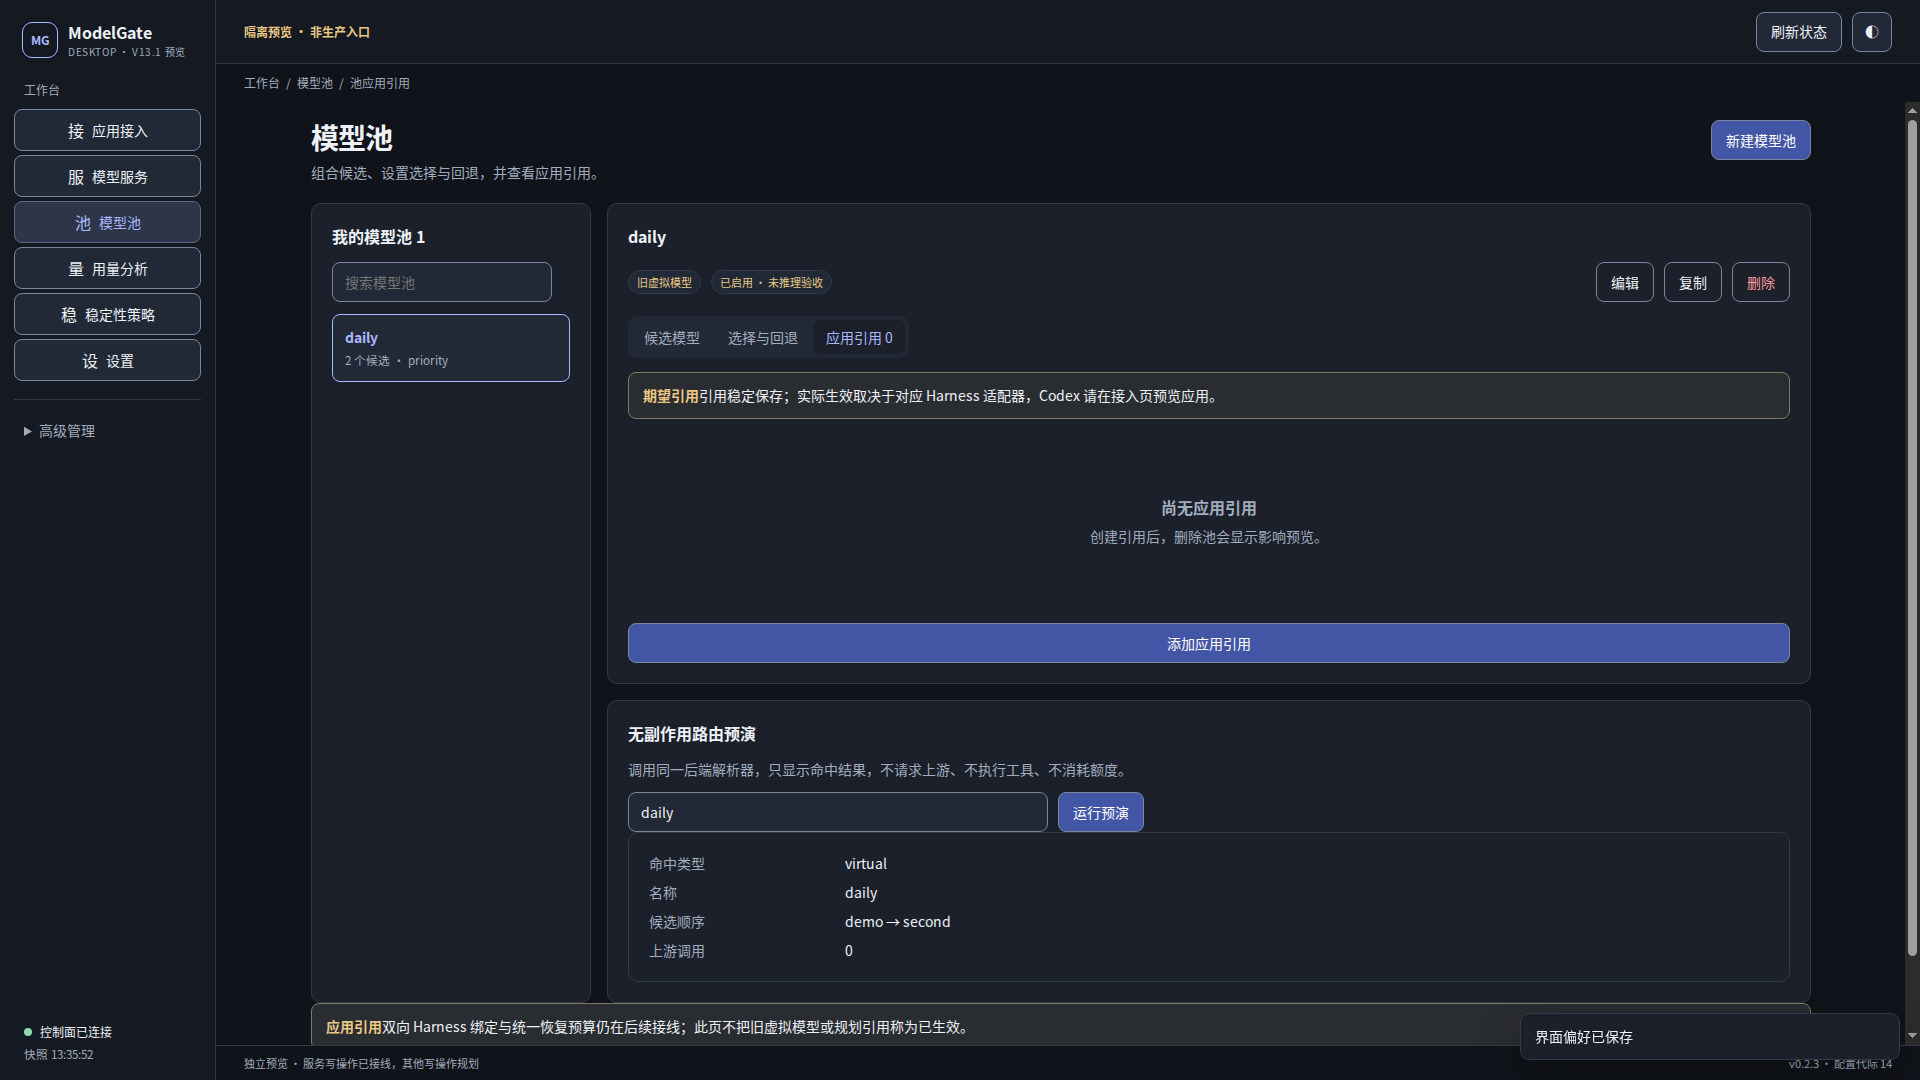 MG
ModelGate
DESKTOP · V13.1 预览
工作台
接 应用接入
服 模型服务
池 模型池
量 用量分析
稳 稳定性策略
设 设置
▶ 高级管理
控制面已连接
快照 13:35:52
隔离预览 · 非生产入口
刷新状态
工作台 / 模型池 / 池应用引用
模型池
组合候选、设置选择与回退，并查看应用引用。
新建模型池
我的模型池 1
搜索模型池
daily
2 个候选 · priority
daily
旧虚拟模型
已启用 · 未推理验收
编辑
复制
删除
候选模型
选择与回退
应用引用 0
期望引用引用稳定保存；实际生效取决于对应 Harness 适配器，Codex 请在接入页预览应用。
尚无应用引用
创建引用后，删除池会显示影响预览。
添加应用引用
无副作用路由预演
调用同一后端解析器，只显示命中结果，不请求上游、不执行工具、不消耗额度。
daily
运行预演
命中类型 virtual
名称 daily
候选顺序 demo → second
上游调用 0
应用引用双向 Harness 绑定与统一恢复预算仍在后续接线；此页不把旧虚拟模型或规划引用称为已生效。
界面偏好已保存
独立预览 · 服务写操作已接线，其他写操作规划
v0.2.3 · 配置代际 14